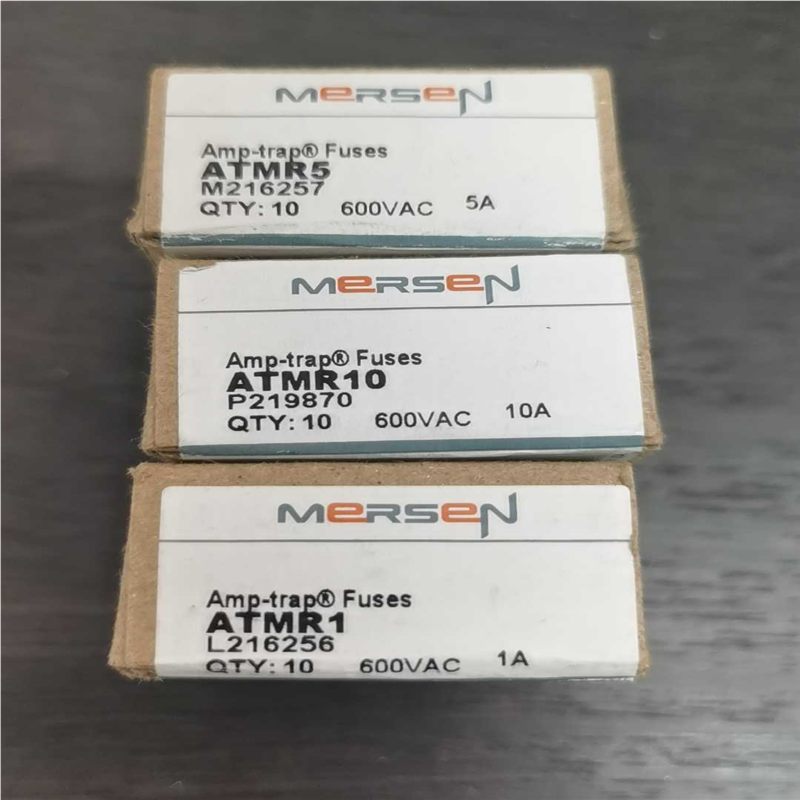 MERSEN
Amp-trap® Fuses
ATMR5
M216257
QTY: 10 600VAC 5A
MERSEN
Amp-trap® Fuses
ATMR10
P219870
QTY: 10 600VAC 10A
MERSEN
Amp-trap® Fuses
ATMR1
L216256
QTY: 10 600VAC 1A